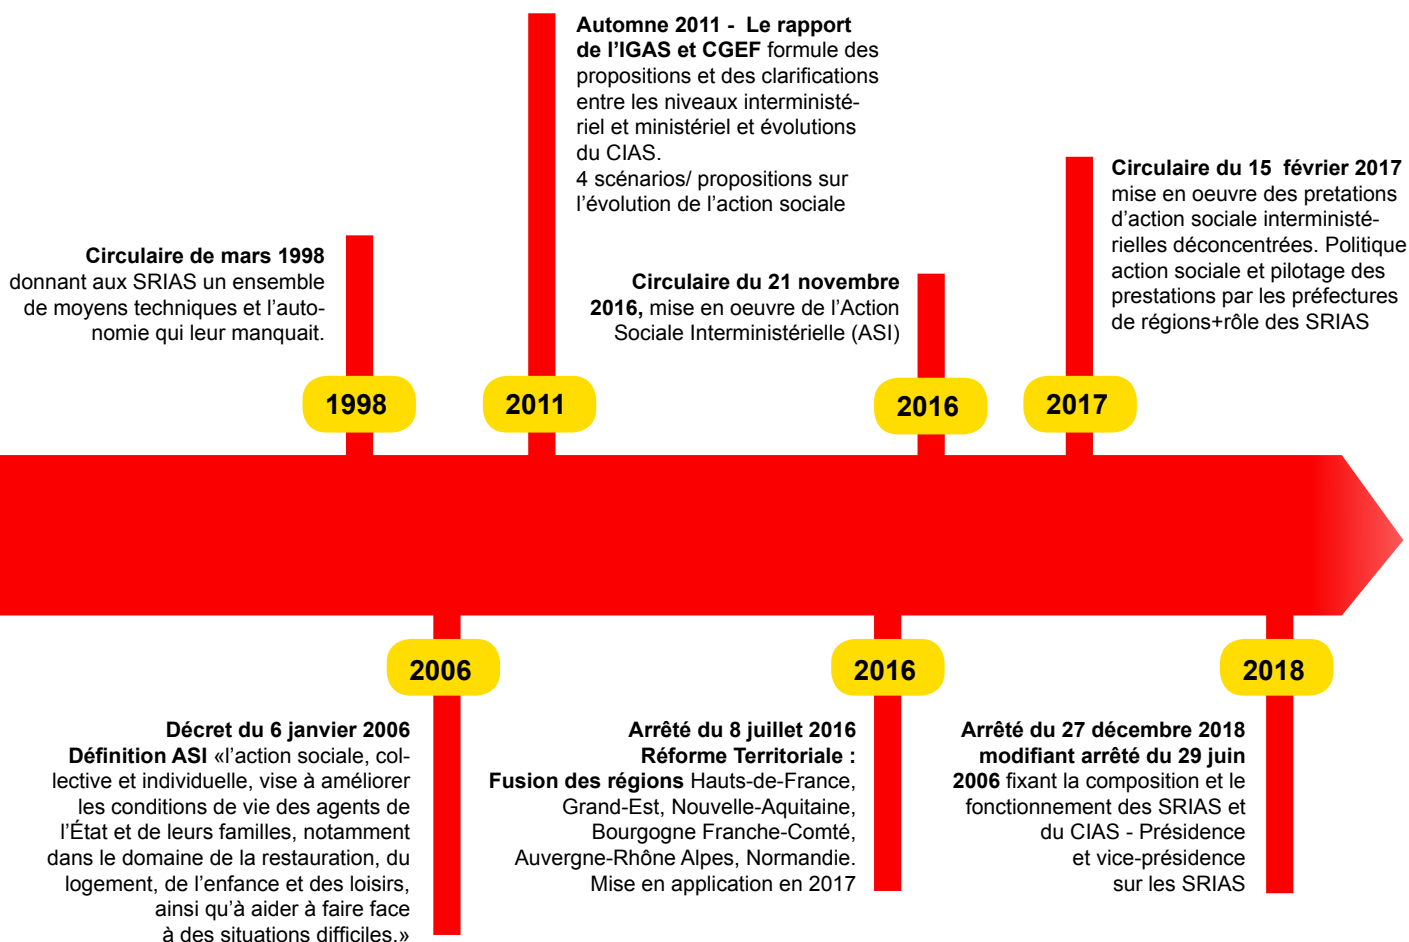 Automne 2011 -  Le rapport
de l’IGAS et CGEF formule des
propositions et des clarifications
entre les niveaux interministé-
riel et ministériel et évolutions
du CIAS.
4 scénarios/ propositions sur
l’évolution de l’action sociale
Circulaire du 15  février 2017
mise en oeuvre des pretations
d’action sociale interministé-
rielles déconcentrées. Politique
action sociale et pilotage des
prestations par les préfectures
de régions+rôle des SRIAS
Circulaire de mars 1998
donnant aux SRIAS un ensemble
de moyens techniques et l’auto-
nomie qui leur manquait.
Circulaire du 21 novembre
2016, mise en oeuvre de l’Action
Sociale Interministérielle (ASI)
1998
2011
2016
2017
2006
2016
2018
Décret du 6 janvier 2006
Définition ASI «l’action sociale, col-
lective et individuelle, vise à améliorer
les conditions de vie des agents de
l’État et de leurs familles, notamment
dans le domaine de la restauration, du
logement, de l’enfance et des loisirs,
ainsi qu’à aider à faire face
à des situations difficiles.»
Arrêté du 8 juillet 2016
Réforme Territoriale :
Fusion des régions Hauts-de-France,
Grand-Est, Nouvelle-Aquitaine,
Bourgogne Franche-Comté,
Auvergne-Rhône Alpes, Normandie.
Mise en application en 2017
Arrêté du 27 décembre 2018
modifiant arrêté du 29 juin
2006 fixant la composition et le
fonctionnement des SRIAS et
du CIAS - Présidence
et vice-présidence
sur les SRIAS